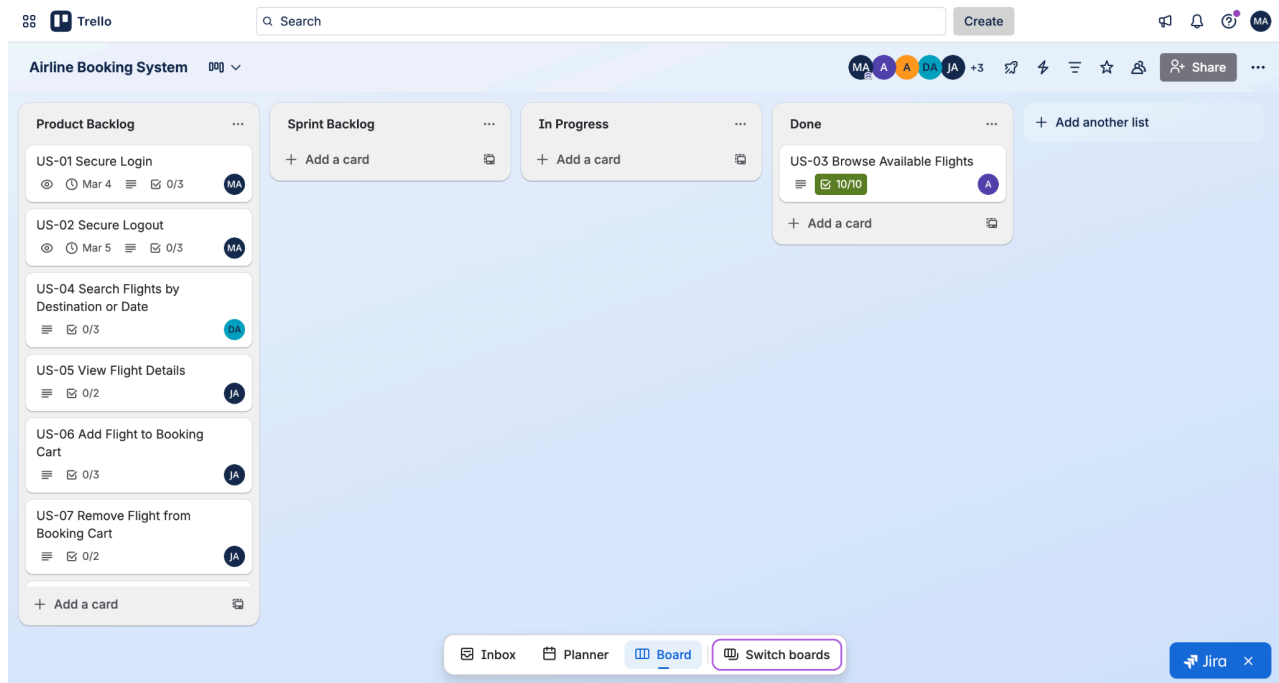 Trello
Search
Create
MA
Airline Booking System
MA A A DA JA +3
Share
Product Backlog
US-01 Secure Login
Mar 4 0/3 MA
US-02 Secure Logout
Mar 5 0/3 MA
US-04 Search Flights by
Destination or Date
0/3 DA
US-05 View Flight Details
0/2 JA
US-06 Add Flight to Booking
Cart
0/3 JA
US-07 Remove Flight from
Booking Cart
0/2 JA
+ Add a card
Sprint Backlog
+ Add a card
In Progress
+ Add a card
Done
US-03 Browse Available Flights
10/10 A
+ Add a card
+ Add another list
Inbox
Planner
Board
Switch boards
Jira